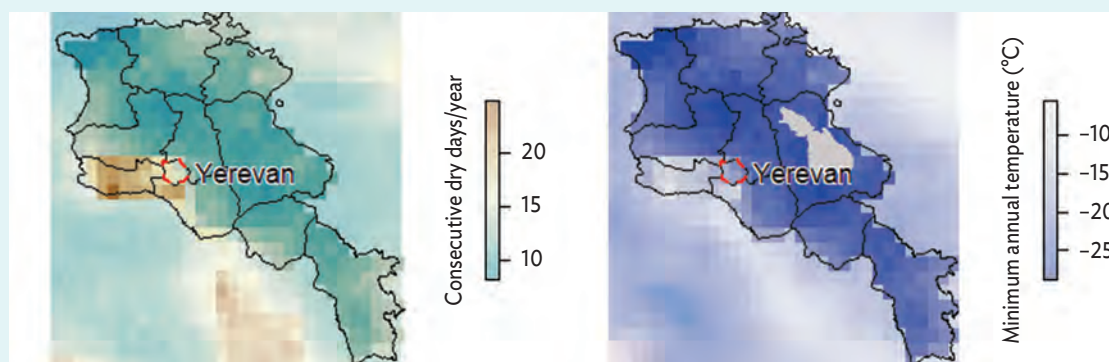 Consecutive dry days/year
20
15
10
Yerevan
Minimum annual temperature (°C)
–10
–15
–20
–25
Yerevan